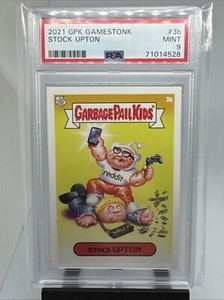 2021 GPK GAMESTONK #3b
STOCK UPTON MINT
9
PSA 71014528
GARBAGE PAIL KIDS
3b
reddit
STOCK UPTON